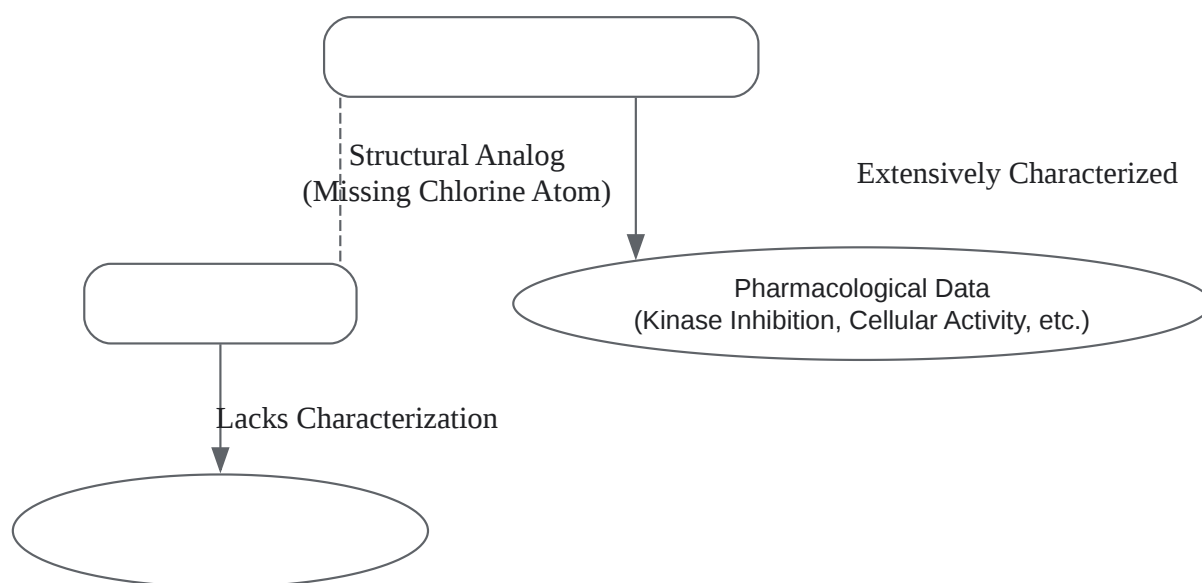 Structural Analog
(Missing Chlorine Atom)
Extensively Characterized
Pharmacological Data
(Kinase Inhibition, Cellular Activity, etc.)
Lacks Characterization